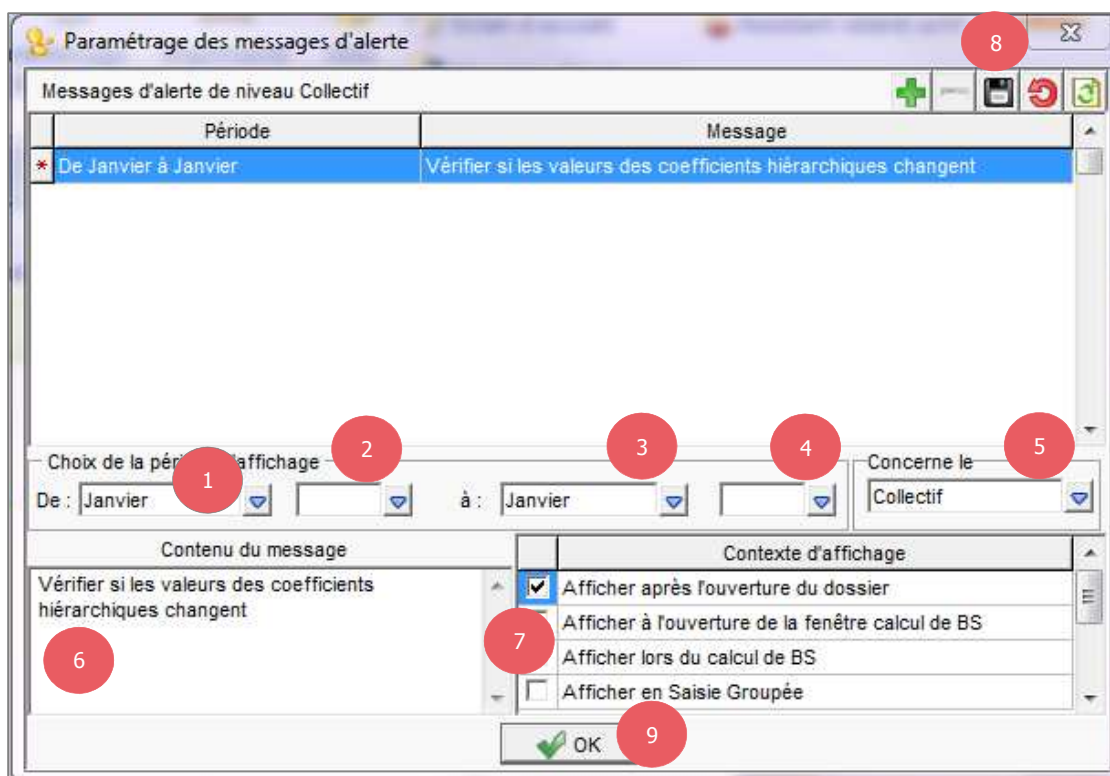 Paramétrage des messages d'alerte
8
Messages d'alerte de niveau Collectif
Période Message
* De Janvier à Janvier Vérifier si les valeurs des coefficients hiérarchiques changent
2 3 4 5
Choix de la pér d'affichage Concerne le
1
De : Janvier à : Janvier Collectif
Contenu du message Contexte d'affichage
Vérifier si les valeurs des coefficients
hiérarchiques changent
Afficher après l'ouverture du dossier
Afficher à l'ouverture de la fenêtre calcul de BS
6 7
Afficher lors du calcul de BS
Afficher en Saisie Groupée
OK 9